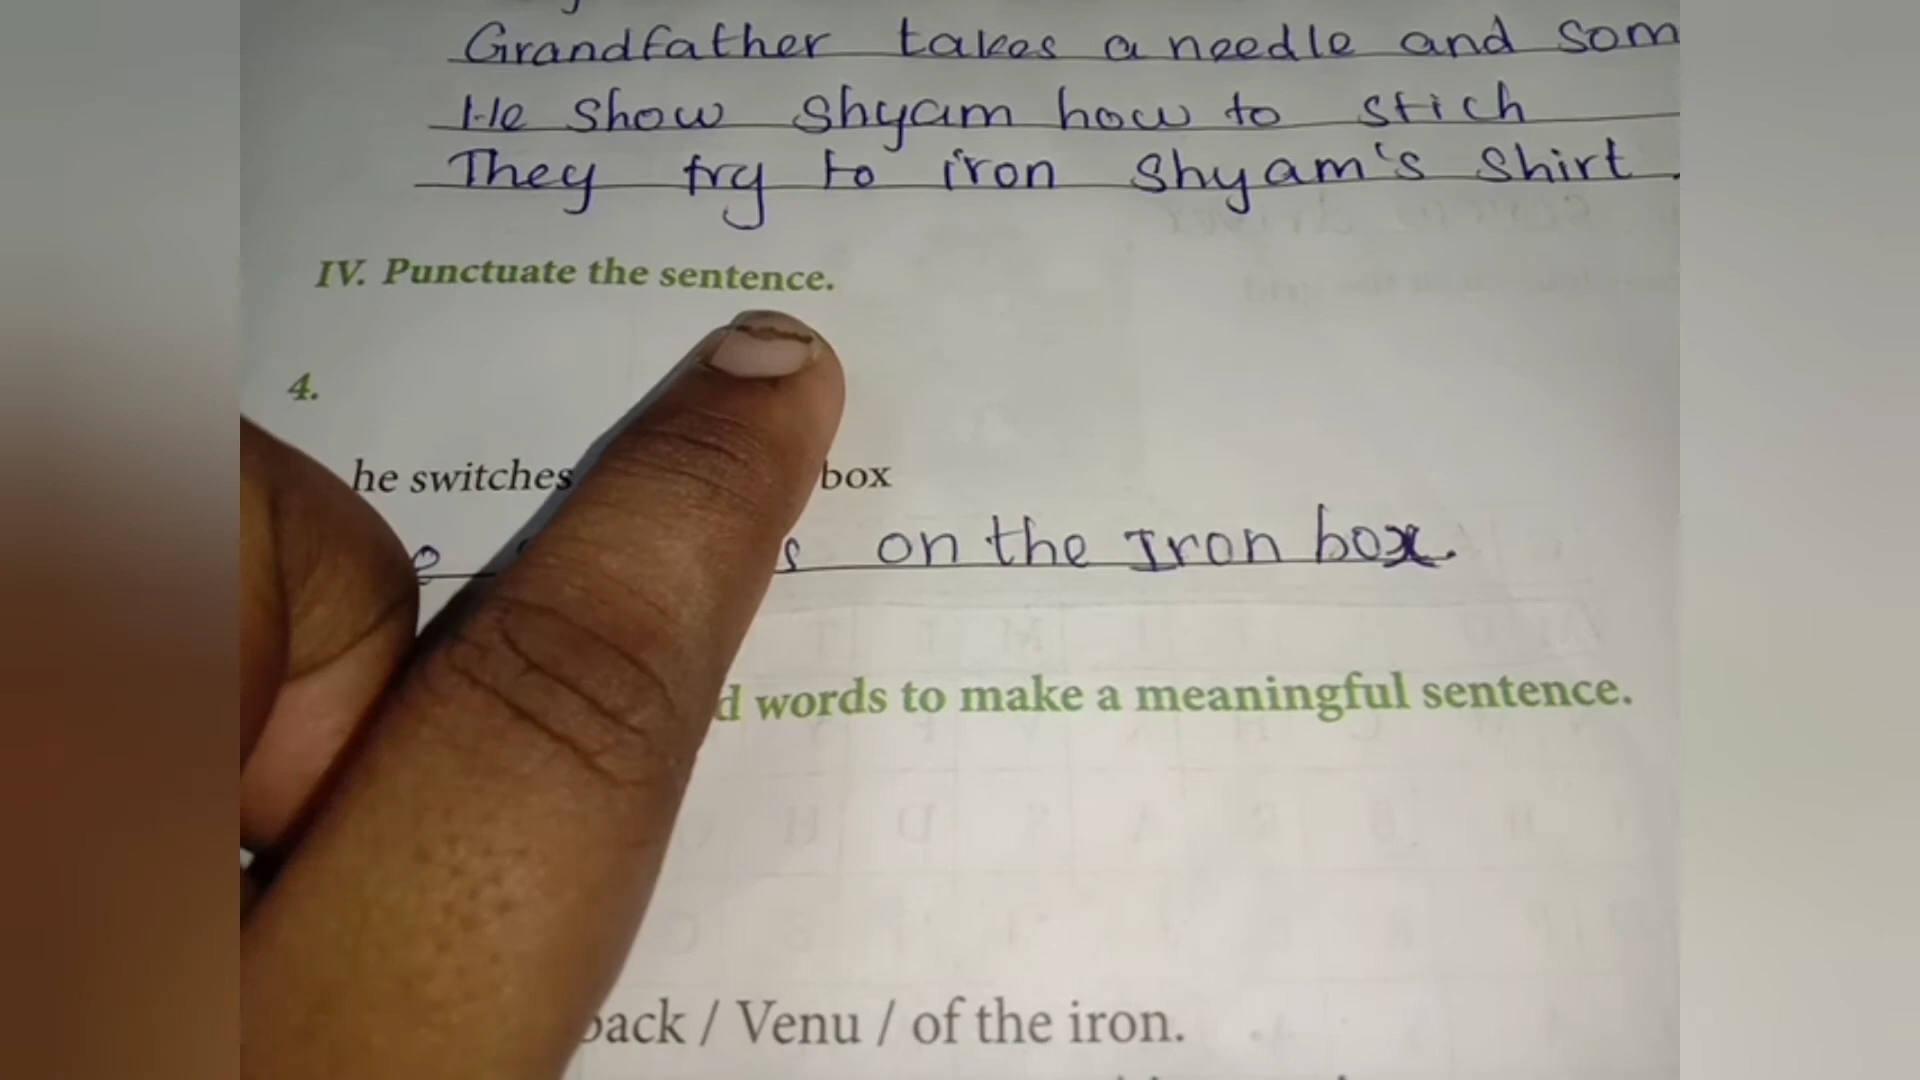 Grandfather takes a needle and som
He show shyam how to stich
They try to iron Shyam's Shirt.
IV. Punctuate the sentence.
4.
he switches box
on the Iron box.
words to make a meaningful sentence.
/ Venu / of the iron.